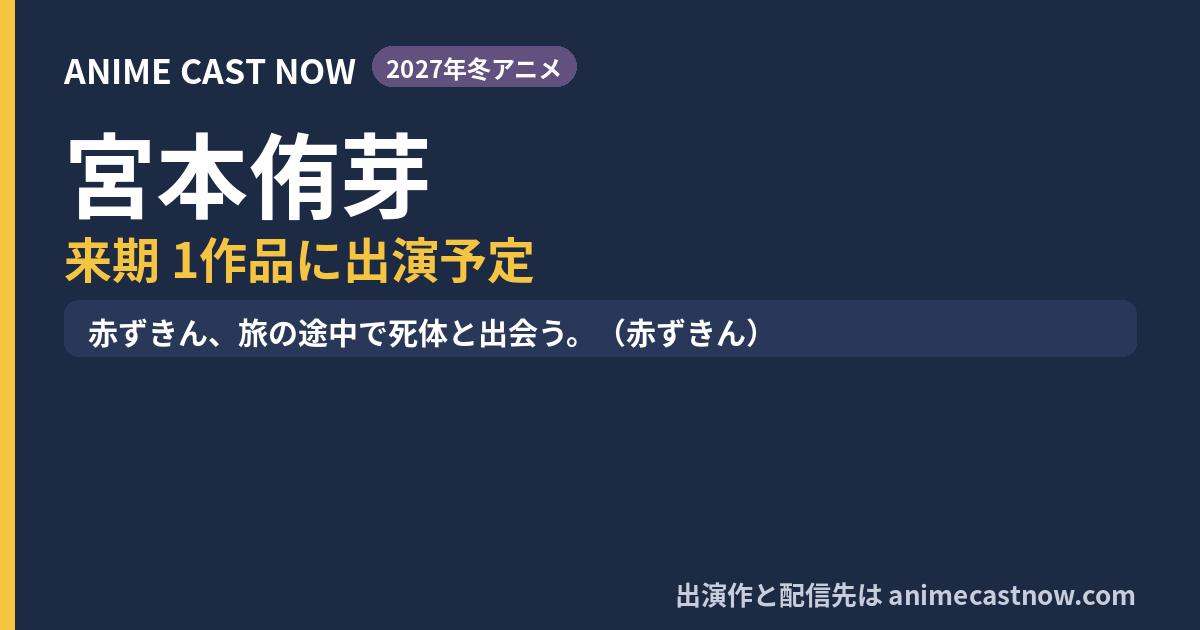 ANIME CAST NOW 2027年冬アニメ
宮本侑芽
来期 1作品に出演予定
赤ずきん、旅の途中で死体と出会う。（赤ずきん）
出演作と配信先は animecastnow.com